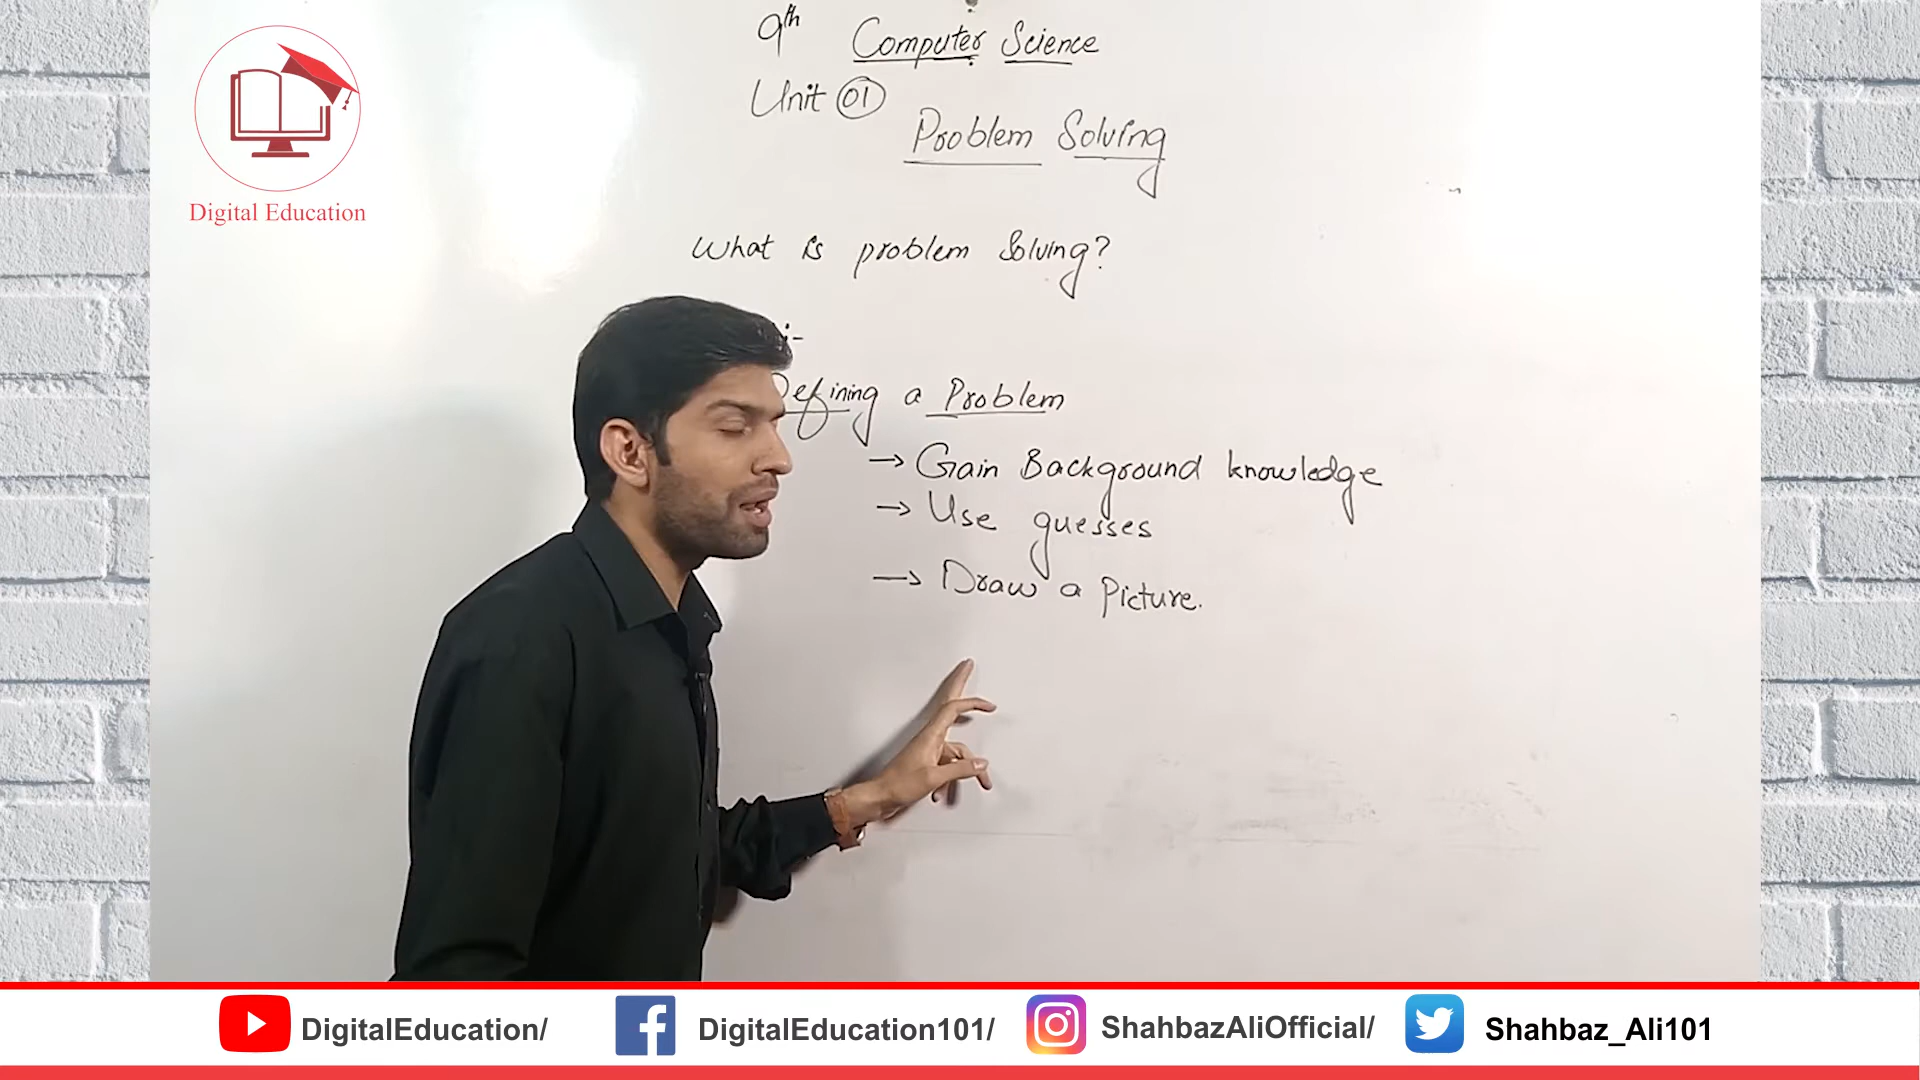 Digital Education
9th Computer Science
Unit 01
Problem Solving
What is problem Solving?
:-
Defining a Problem
→ Gain Background knowledge
→ Use guesses
→ Draw a Picture.
DigitalEducation/
DigitalEducation101/
ShahbazAliOfficial/
Shahbaz_Ali101